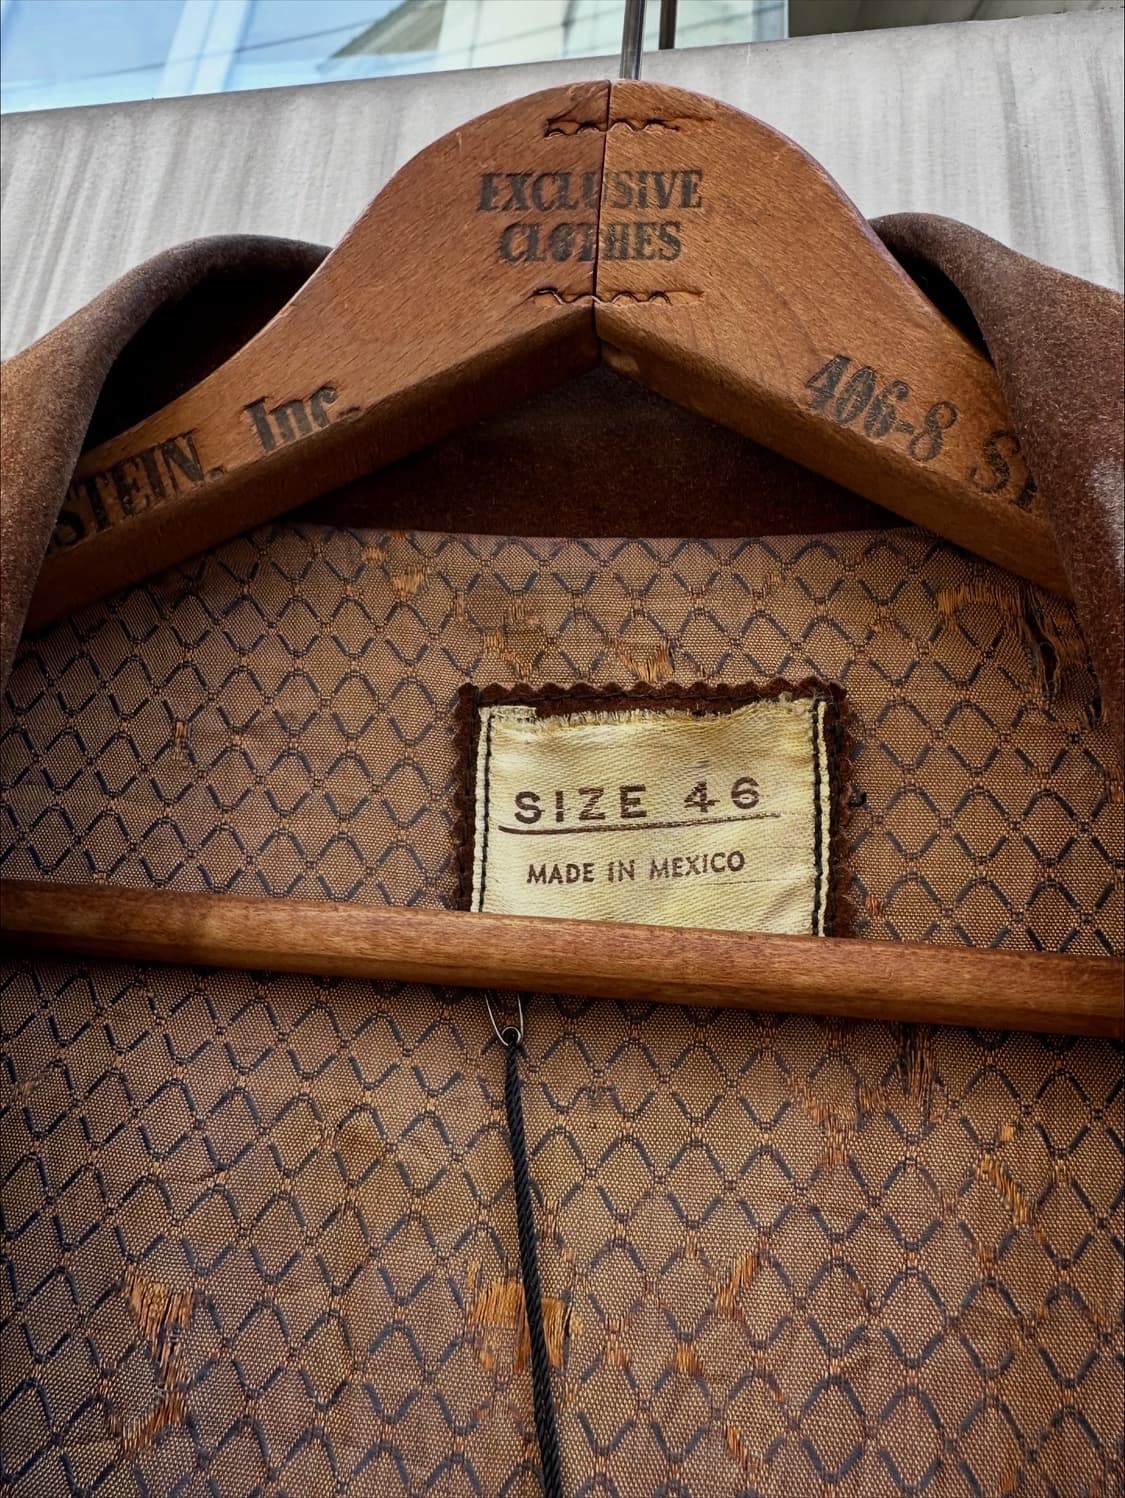 EXCLUSIVE
CLOTHES
STEIN. Inc.
406-8 S
SIZE 46
MADE IN MEXICO